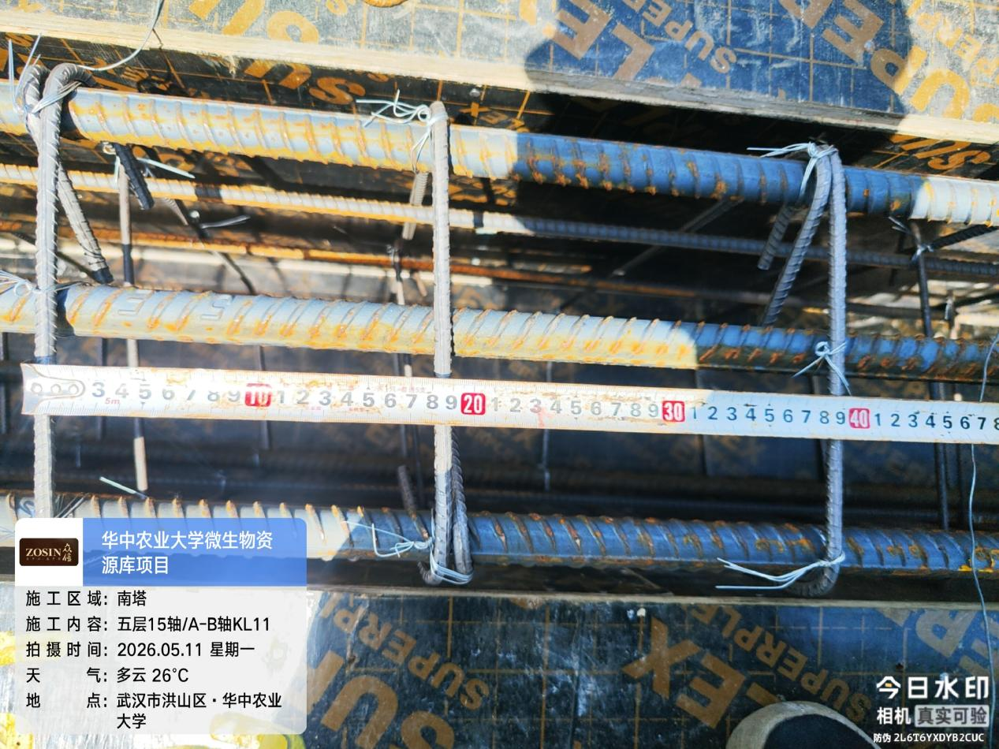 SUPERPLEX
5m
3 4 5 6 7 8 9 10 1 2 3 4 5 6 7 8 9 20 1 2 3 4 5 6 7 8 9 30 1 2 3 4 5 6 7 8 9 40 1 2 3 4 5 6 7 8
ZOSIN 众信
华中农业大学微生物资
源库项目
施工区域：南塔
施工内容：五层15轴/A-B轴KL11
拍摄时间：2026.05.11 星期一
天气：多云 26℃
地点：武汉市洪山区·华中农业
大学
SUPERPLEX
今日水印
相机 真实可验
防伪 2L6T6YXDYB2CUC